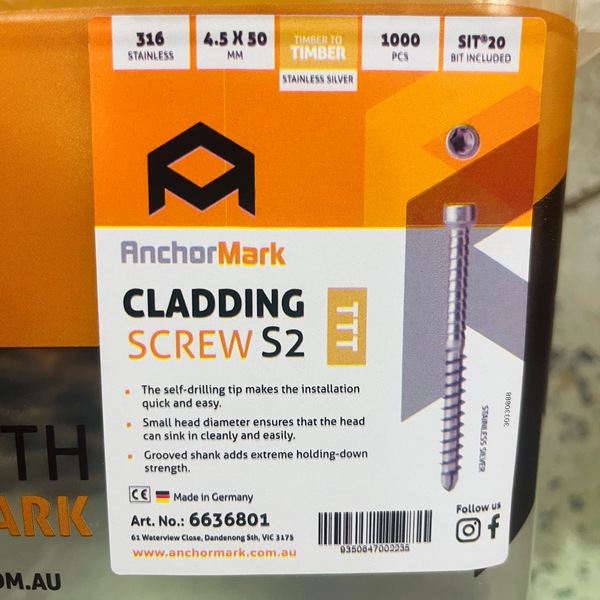 316
STAINLESS
4.5 X 50
MM
TIMBER TO
TIMBER
STAINLESS SILVER
1000
PCS
SIT®20
BIT INCLUDED
AnchorMark
CLADDING
SCREW S2
TTT
• The self-drilling tip makes the installation
quick and easy.
• Small head diameter ensures that the head
can sink in cleanly and easily.
• Grooved shank adds extreme holding-down
strength.
STAINLESS SILVER
30330888
CE Made in Germany
Art. No.: 6636801
61 Waterview Close, Dandenong Sth, VIC 3175
www.anchormark.com.au
9350847002235
Follow us
TH
ARK
OM.AU